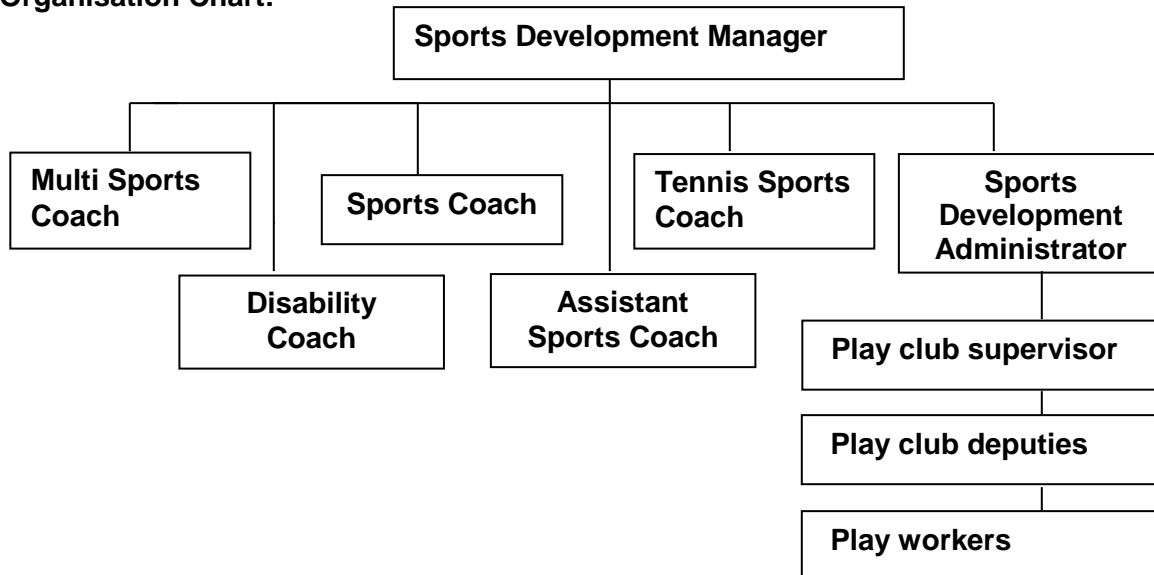 Organisation Chart:
Sports Development Manager
Multi Sports
Coach
Sports Coach
Tennis Sports
Coach
Sports
Development
Administrator
Disability
Coach
Assistant
Sports Coach
Play club supervisor
Play club deputies
Play workers